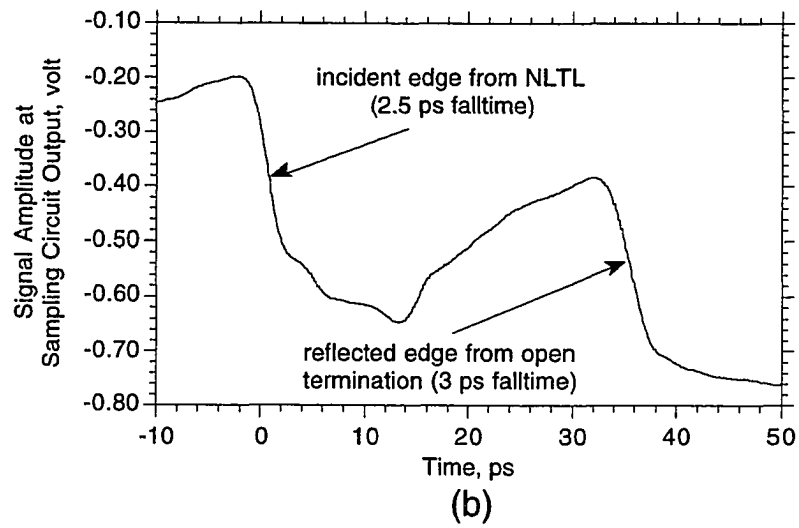 -0.10
-0.20
-0.30
-0.40
-0.50
-0.60
-0.70
-0.80
Signal Amplitude at
Sampling Circuit Output, volt
incident edge from NLTL
(2.5 ps falltime)
reflected edge from open
termination (3 ps falltime)
-10 0 10 20 30 40 50
Time, ps
(b)